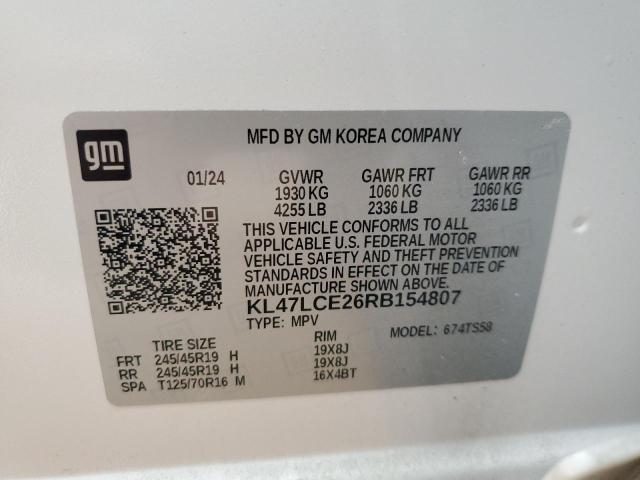 gm
MFD BY GM KOREA COMPANY
01/24 GVWR GAWR FRT GAWR RR
1930 KG 1060 KG 1060 KG
4255 LB 2336 LB 2336 LB
THIS VEHICLE CONFORMS TO ALL
APPLICABLE U.S. FEDERAL MOTOR
VEHICLE SAFETY AND THEFT PREVENTION
STANDARDS IN EFFECT ON THE DATE OF
MANUFACTURE SHOWN ABOVE.
KL47LCE26RB154807
TYPE: MPV MODEL: 674TS58
TIRE SIZE RIM
FRT 245/45R19 H 19X8J
RR 245/45R19 H 19X8J
SPA T125/70R16 M 16X4BT